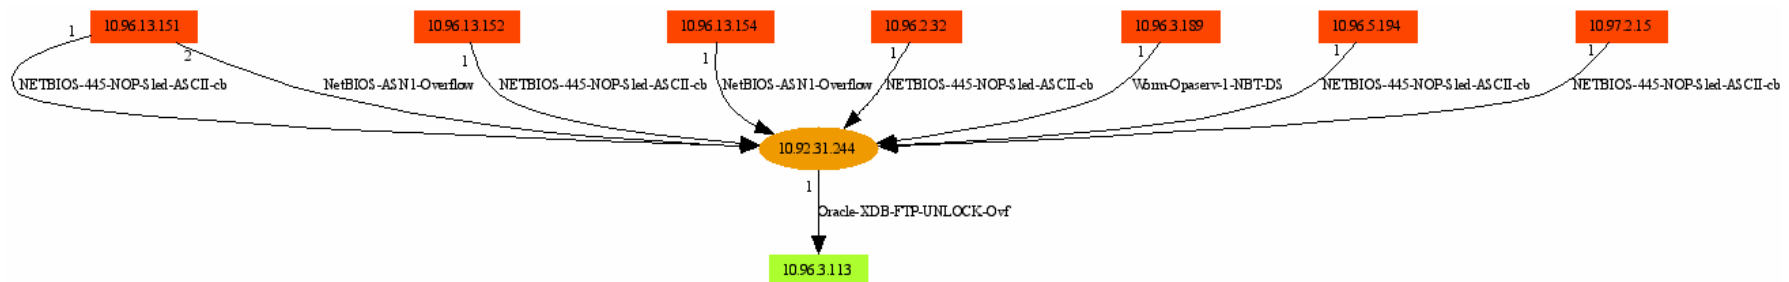 10.96.13.151 10.96.13.152 10.96.13.154 10.96.2.32 10.96.3.189 10.96.5.194 10.97.2.15
1 2 1 1 1 1 1 1
NETBIOS-445-NOP-Sled-ASCII-cb NetBIOS-ASN1-Overflow NETBIOS-445-NOP-Sled-ASCII-cb NetBIOS-ASN1-Overflow NETBIOS-445-NOP-Sled-ASCII-cb Worm-Opaserv-1-NBT-DS NETBIOS-445-NOP-Sled-ASCII-cb NETBIOS-445-NOP-Sled-ASCII-cb
10.92.31.244
1
Oracle-XDB-FTP-UNLOCK-Ovf
10.96.3.113